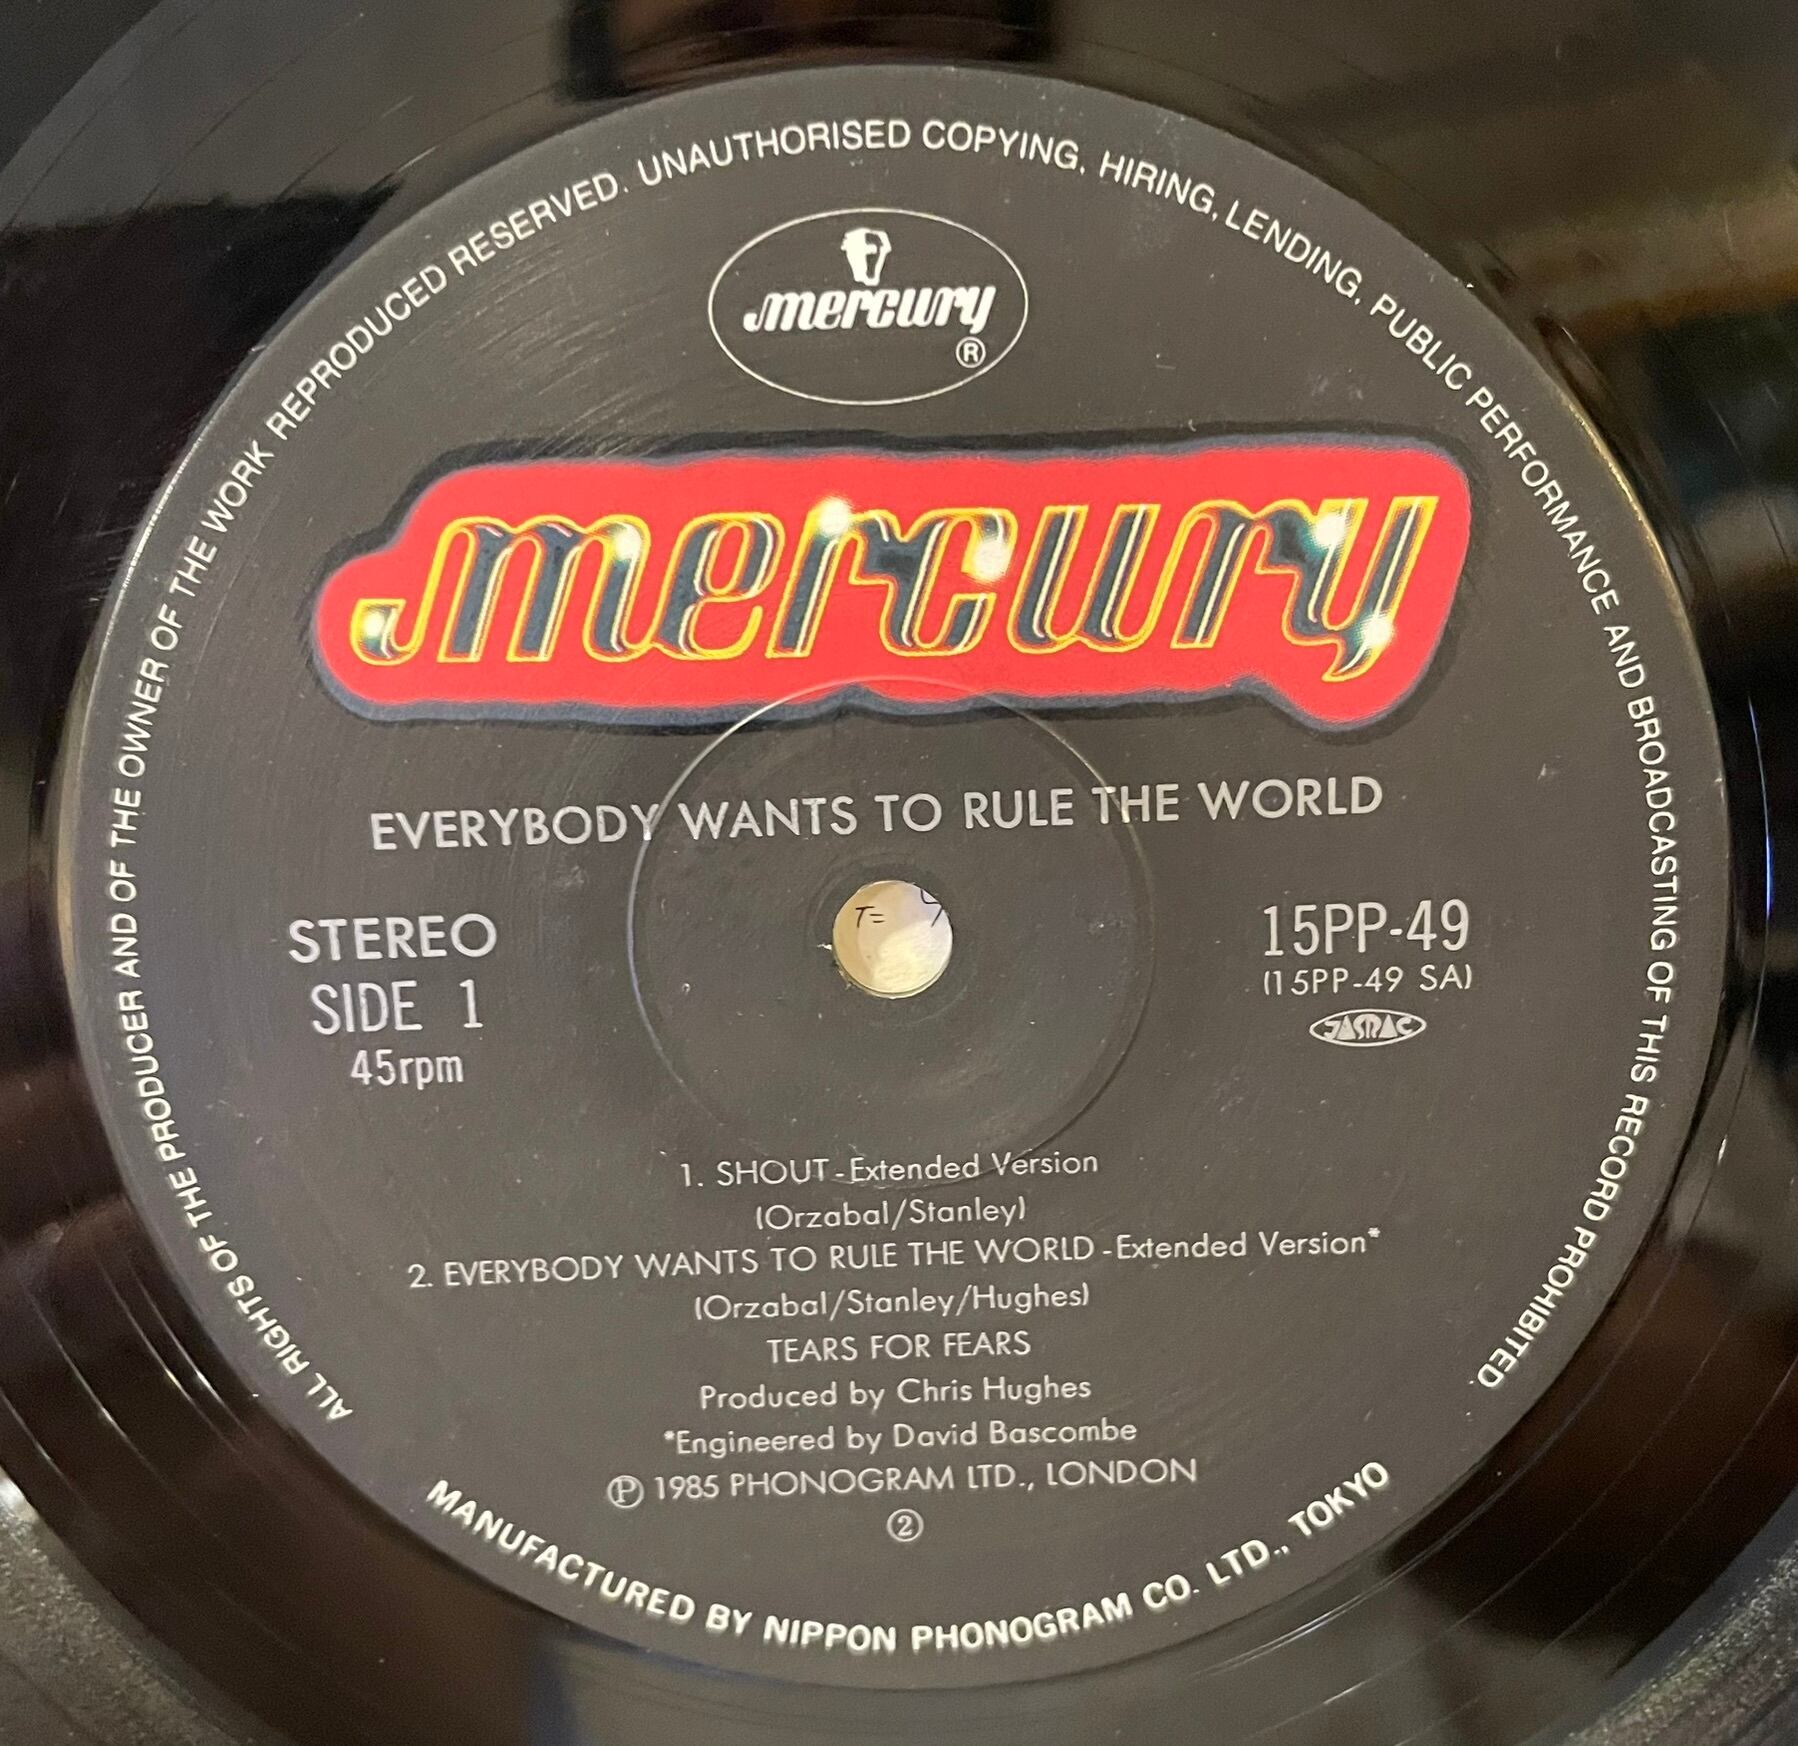 ALL RIGHTS OF THE PRODUCER AND OF THE OWNER OF THE WORK REPRODUCED RESERVED. UNAUTHORISED COPYING, HIRING, LENDING, PUBLIC PERFORMANCE AND BROADCASTING OF THIS RECORD PROHIBITED.
mercury
®
mercury
EVERYBODY WANTS TO RULE THE WORLD
STEREO
SIDE 1
45rpm
T=
15PP-49
(15PP-49 SA)
JASRAC
1. SHOUT-Extended Version
(Orzabal/Stanley)
2. EVERYBODY WANTS TO RULE THE WORLD-Extended Version*
(Orzabal/Stanley/Hughes)
TEARS FOR FEARS
Produced by Chris Hughes
*Engineered by David Bascombe
Ⓟ 1985 PHONOGRAM LTD., LONDON
②
MANUFACTURED BY NIPPON PHONOGRAM CO. LTD., TOKYO